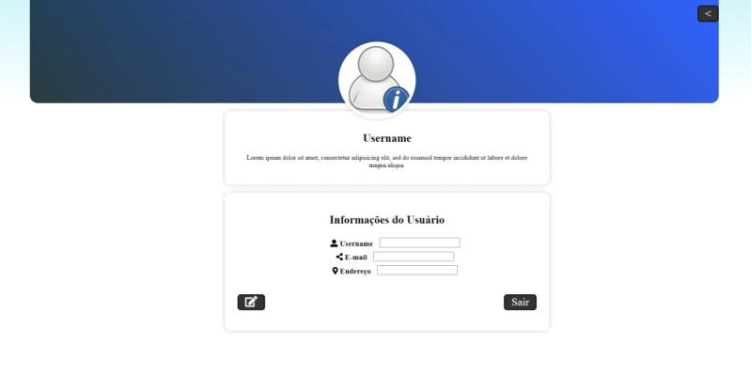 <
i
Username
Lorem ipsum dolor sit amet, consectetur adipiscing elit, sed do eiusmod tempor incididunt ut labore et dolore
magna aliqua.
Informações do Usuário
Username
E-mail
Endereço
Sair